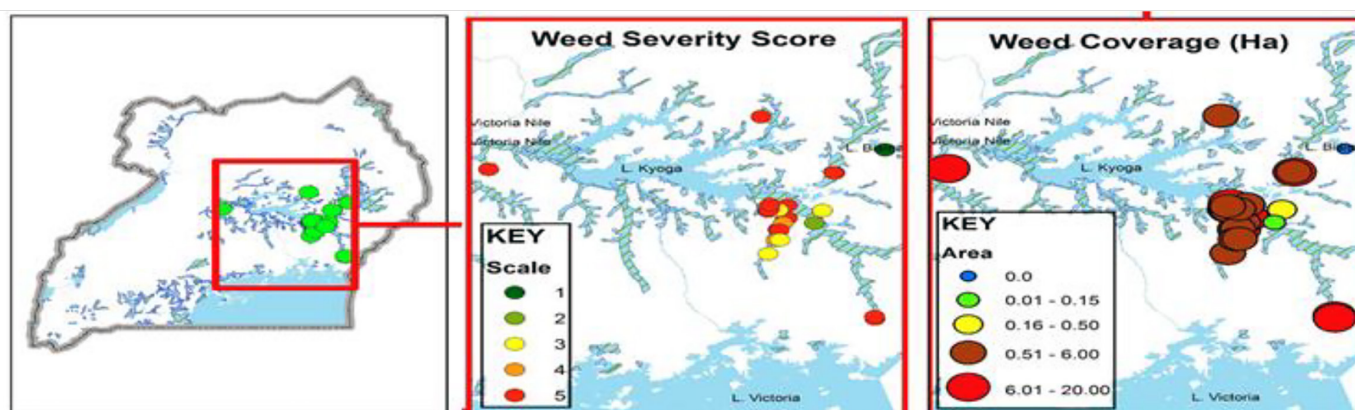 Weed Severity Score
Victoria Nile
Victoria Nile
L. Kyoga
KEY
Scale
1
2
3
4
5
L. Victoria
Weed Coverage (Ha)
Victoria Nile
Victoria Nile
L. Kyoga
KEY
Area
0.0
0.01 - 0.15
0.16 - 0.50
0.51 - 6.00
6.01 - 20.00
L. Victoria